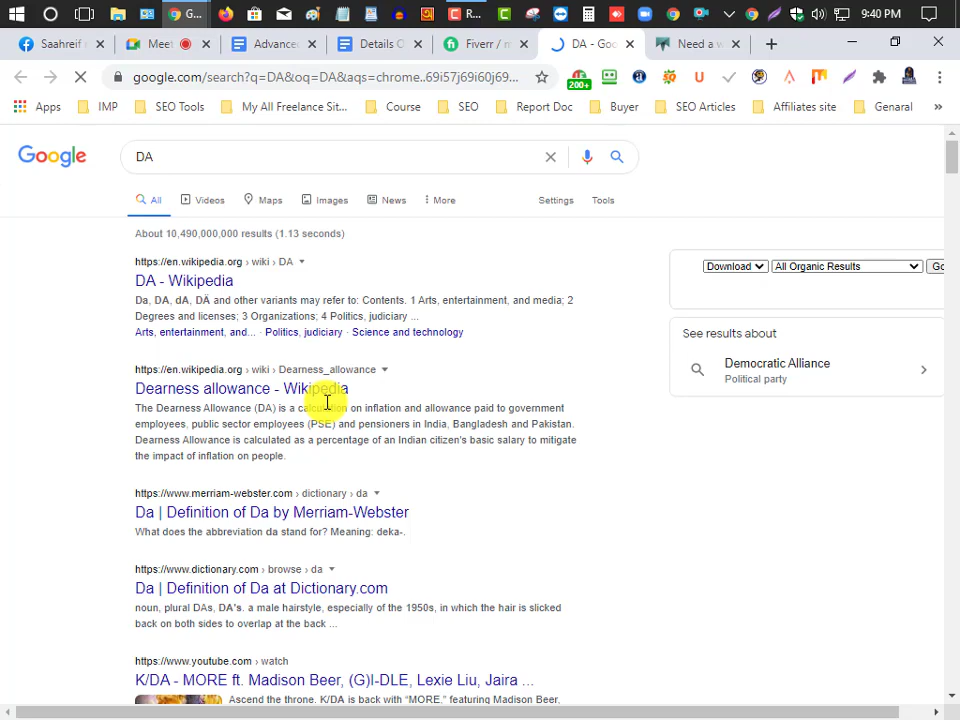 G...
R...
9:40 PM
Saahreif
Meet
Advance
Details O
Fiverr / m
DA - Goo
Need a w
google.com/search?q=DA&oq=DA&aqs=chrome..69i57j69i60j69...
200+
Apps
IMP
SEO Tools
My All Freelance Sit...
Course
SEO
Report Doc
Buyer
SEO Articles
Affiliates site
Genaral
»
Google
DA
All
Videos
Maps
Images
News
More
Settings
Tools
About 10,490,000,000 results (1.13 seconds)
https://en.wikipedia.org › wiki › DA
DA - Wikipedia
Da, DA, dA, DÄ and other variants may refer to: Contents. 1 Arts, entertainment, and media; 2
Degrees and licenses; 3 Organizations; 4 Politics, judiciary ...
Arts, entertainment, and... · Politics, judiciary · Science and technology
https://en.wikipedia.org › wiki › Dearness_allowance
Dearness allowance - Wikipedia
The Dearness Allowance (DA) is a calculation on inflation and allowance paid to government
employees, public sector employees (PSE) and pensioners in India, Bangladesh and Pakistan.
Dearness Allowance is calculated as a percentage of an Indian citizen's basic salary to mitigate
the impact of inflation on people.
https://www.merriam-webster.com › dictionary › da
Da | Definition of Da by Merriam-Webster
What does the abbreviation da stand for? Meaning: deka-.
https://www.dictionary.com › browse › da
Da | Definition of Da at Dictionary.com
noun, plural DAs, DA's. a male hairstyle, especially of the 1950s, in which the hair is slicked
back on both sides to overlap at the back ...
https://www.youtube.com › watch
K/DA - MORE ft. Madison Beer, (G)I-DLE, Lexie Liu, Jaira ...
Ascend the throne. K/DA is back with "MORE," featuring Madison Beer,
Download
All Organic Results
Go
See results about
Democratic Alliance
Political party